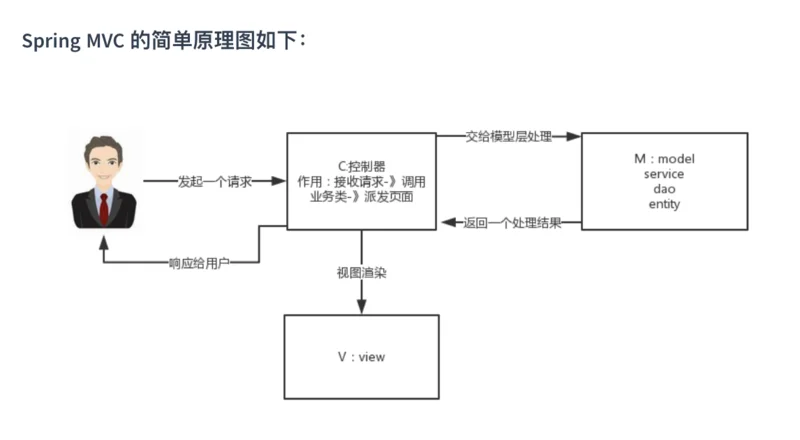 Spring MVC 的简单原理图如下：
发起一个请求
C:控制器
作用：接收请求-》调用
业务类-》派发页面
交给模型层处理
M：model
service
dao
entity
返回一个处理结果
响应给用户
视图渲染
V：view